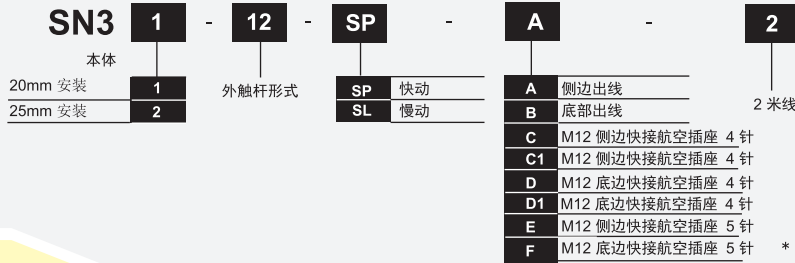 SN3 1 - 12 - SP - A - 2
本体
20mm 安装 1
25mm 安装 2
外触杆形式
SP 快动
SL 慢动
A 侧边出线
B 底部出线
C M12 侧边快接航空插座 4 针
C1 M12 侧边快接航空插座 4 针
D M12 底边快接航空插座 4 针
D1 M12 底边快接航空插座 4 针
E M12 侧边快接航空插座 5 针
F M12 底边快接航空插座 5 针 *
2 米线